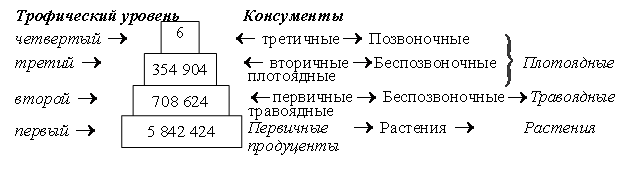 Трофический уровень Консументы
четвертый → 6 ← третичные → Позвоночные
третий → 354 904 ← вторичные → Беспозвоночные Плотоядные
плотоядные
второй → 708 624 ← первичные → Беспозвоночные → Травоядные
травоядные
первый → 5 842 424 Первичные → Растения → Растения
продуценты